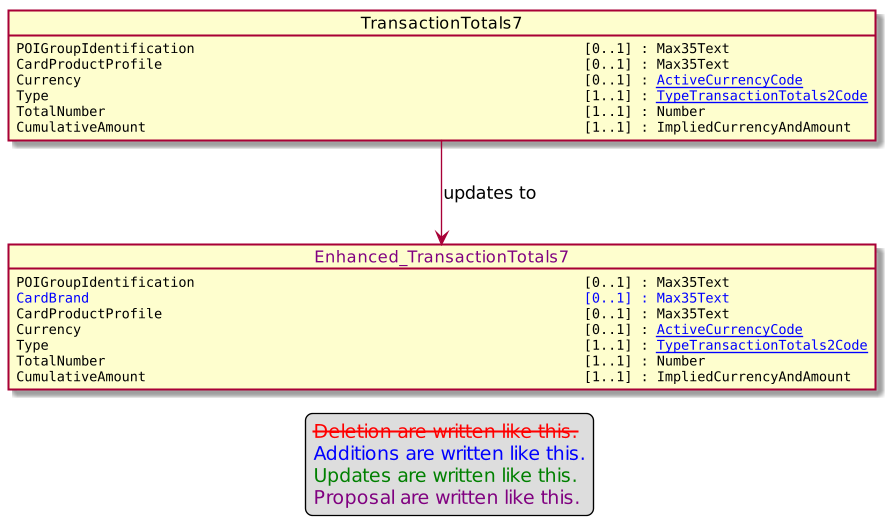 TransactionTotals7
POIGroupIdentification [0..1] : Max35Text
CardProductProfile [0..1] : Max35Text
Currency [0..1] : ActiveCurrencyCode
Type [1..1] : TypeTransactionTotals2Code
TotalNumber [1..1] : Number
CumulativeAmount [1..1] : ImpliedCurrencyAndAmount
updates to
Enhanced_TransactionTotals7
POIGroupIdentification [0..1] : Max35Text
CardBrand [0..1] : Max35Text
CardProductProfile [0..1] : Max35Text
Currency [0..1] : ActiveCurrencyCode
Type [1..1] : TypeTransactionTotals2Code
TotalNumber [1..1] : Number
CumulativeAmount [1..1] : ImpliedCurrencyAndAmount
Deletion are written like this.
Additions are written like this.
Updates are written like this.
Proposal are written like this.